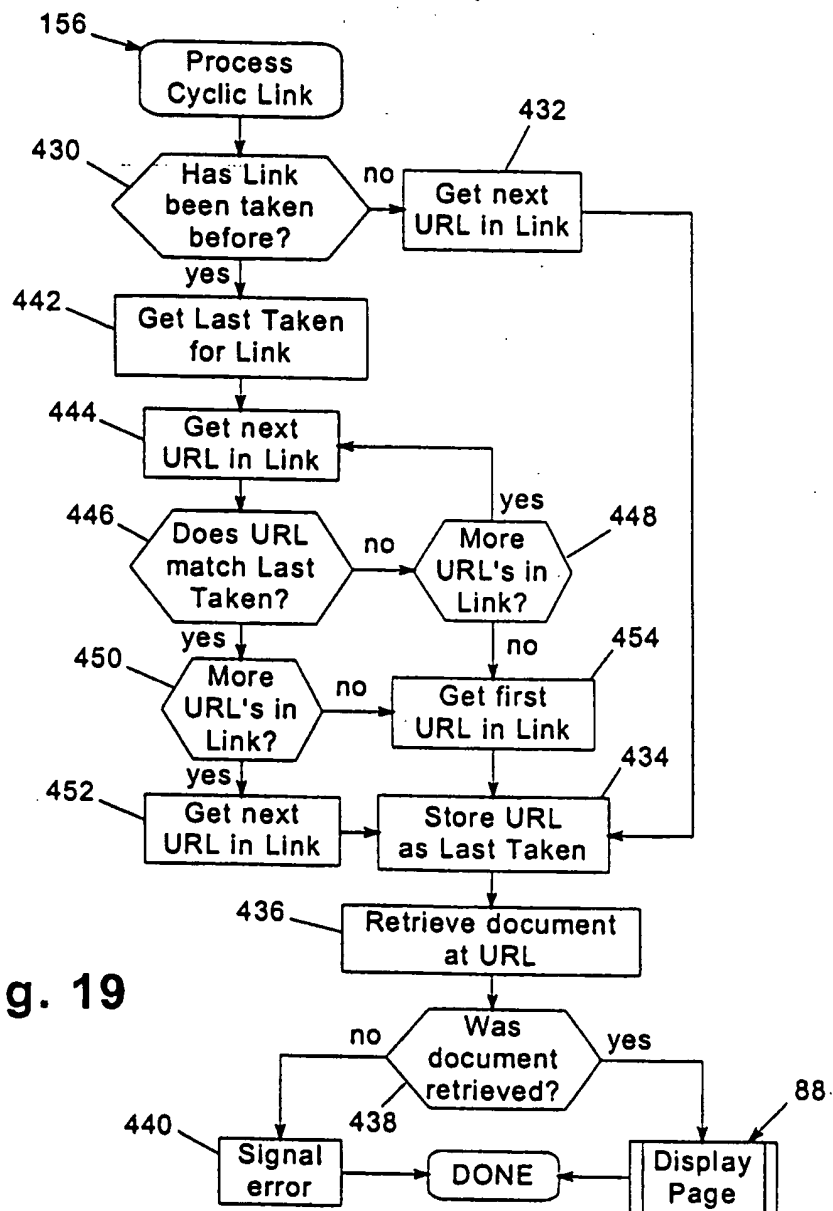 156
Process
Cyclic Link
430
Has Link
been taken
before?
no
432
Get next
URL in Link
yes
442
Get Last Taken
for Link
444
Get next
URL in Link
446
Does URL
match Last
Taken?
no
yes
448
More
URL's in
Link?
yes
no
450
More
URL's in
Link?
no
454
Get first
URL in Link
yes
452
Get next
URL in Link
434
Store URL
as Last Taken
436
Retrieve document
at URL
g. 19
no
Was
document
retrieved?
yes
438
440
Signal
error
DONE
88
Display
Page